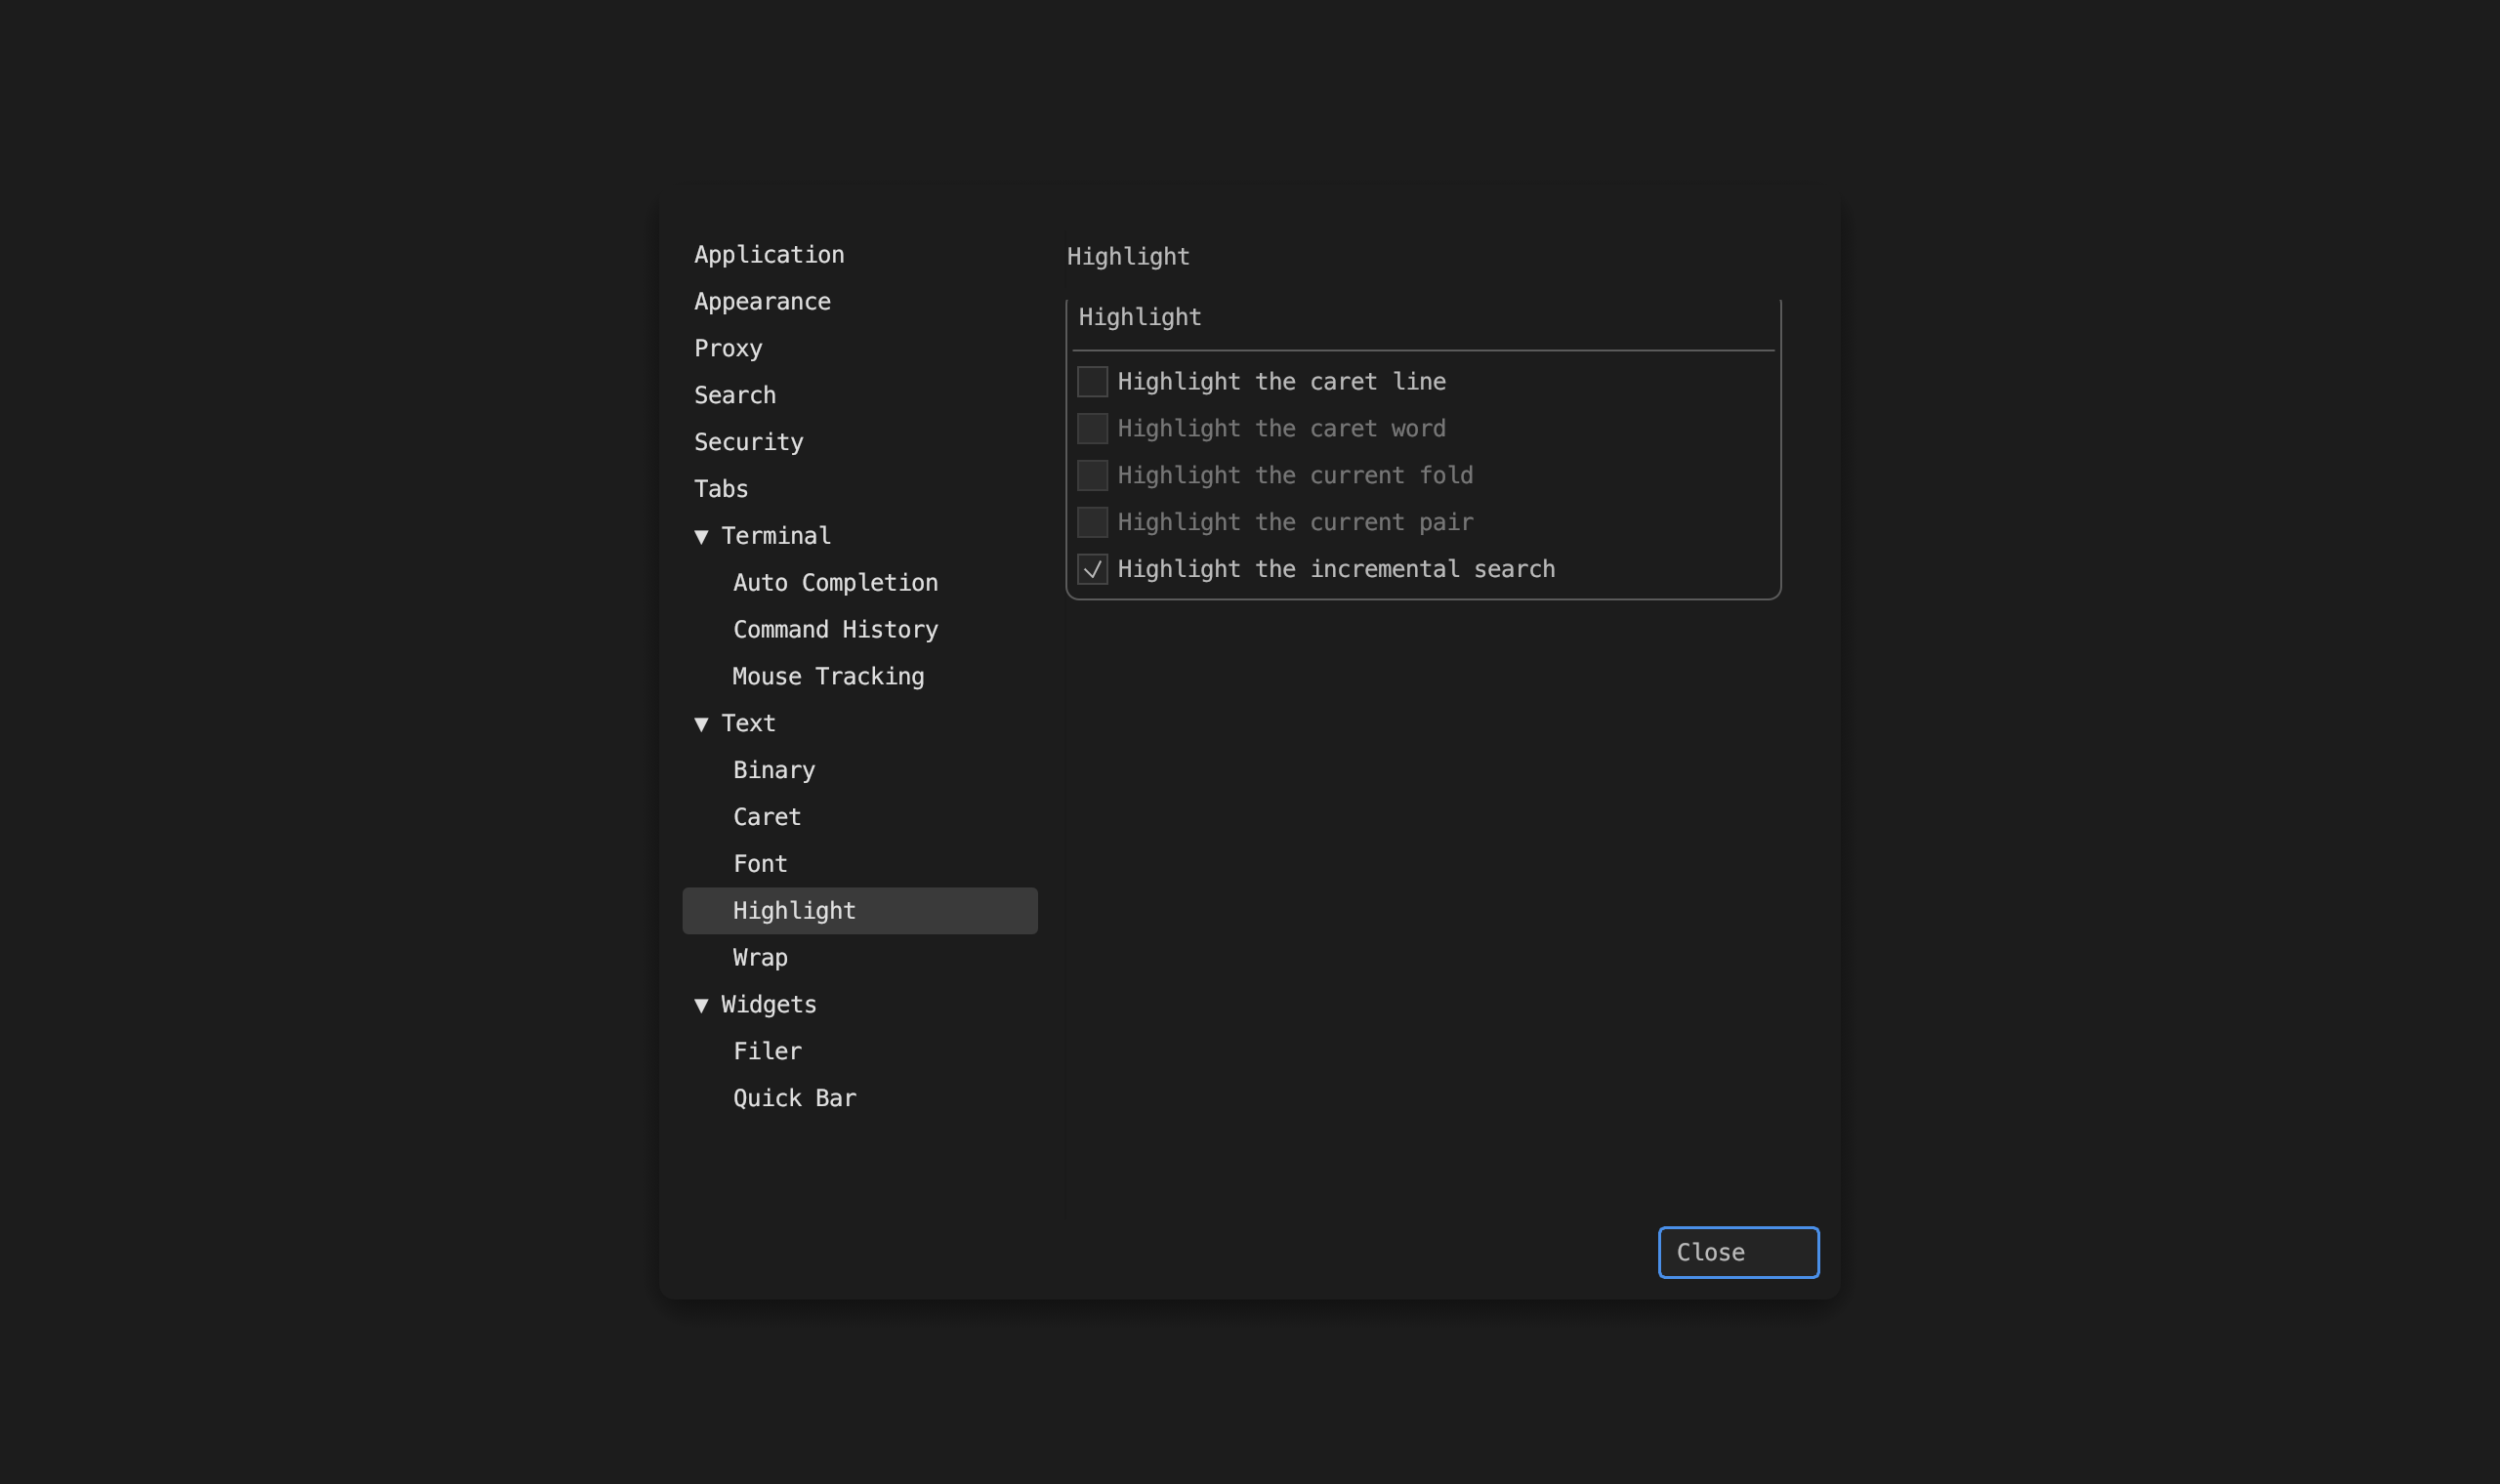 Application
Appearance
Proxy
Search
Security
Tabs
▼ Terminal
Auto Completion
Command History
Mouse Tracking
▼ Text
Binary
Caret
Font
Highlight
Wrap
▼ Widgets
Filer
Quick Bar
Highlight
Highlight
Highlight the caret line
Highlight the caret word
Highlight the current fold
Highlight the current pair
Highlight the incremental search
Close